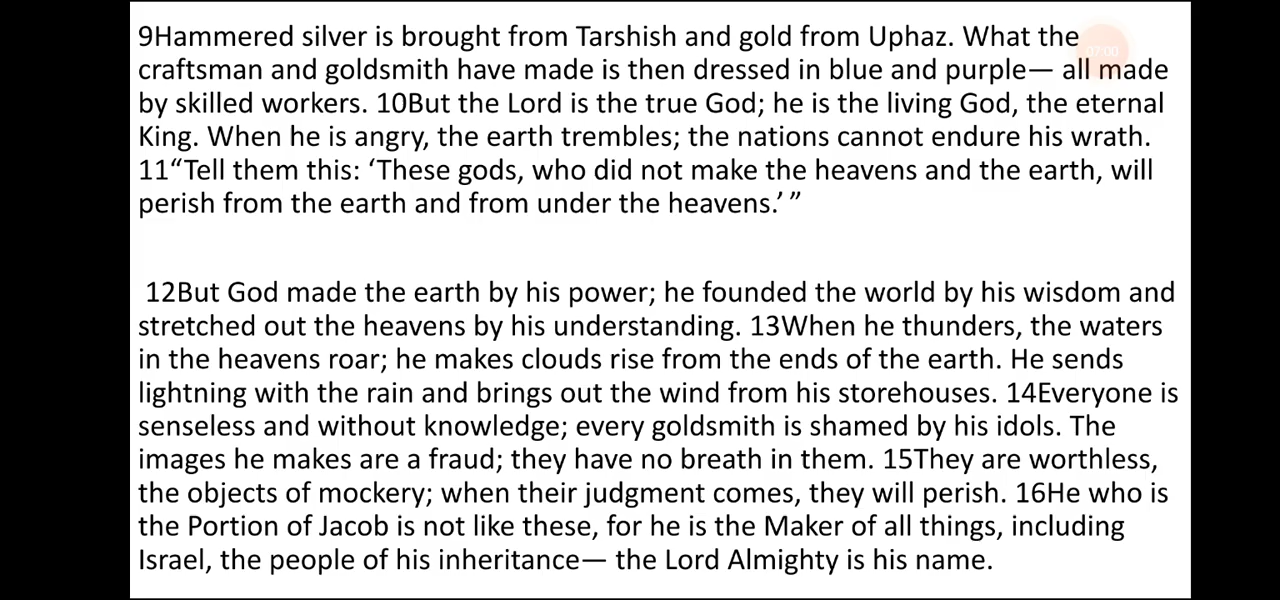 9Hammered silver is brought from Tarshish and gold from Uphaz. What the
07:00
craftsman and goldsmith have made is then dressed in blue and purple— all made
by skilled workers. 10But the Lord is the true God; he is the living God, the eternal
King. When he is angry, the earth trembles; the nations cannot endure his wrath.
11“Tell them this: ‘These gods, who did not make the heavens and the earth, will
perish from the earth and from under the heavens.’ ”
12But God made the earth by his power; he founded the world by his wisdom and
stretched out the heavens by his understanding. 13When he thunders, the waters
in the heavens roar; he makes clouds rise from the ends of the earth. He sends
lightning with the rain and brings out the wind from his storehouses. 14Everyone is
senseless and without knowledge; every goldsmith is shamed by his idols. The
images he makes are a fraud; they have no breath in them. 15They are worthless,
the objects of mockery; when their judgment comes, they will perish. 16He who is
the Portion of Jacob is not like these, for he is the Maker of all things, including
Israel, the people of his inheritance— the Lord Almighty is his name.